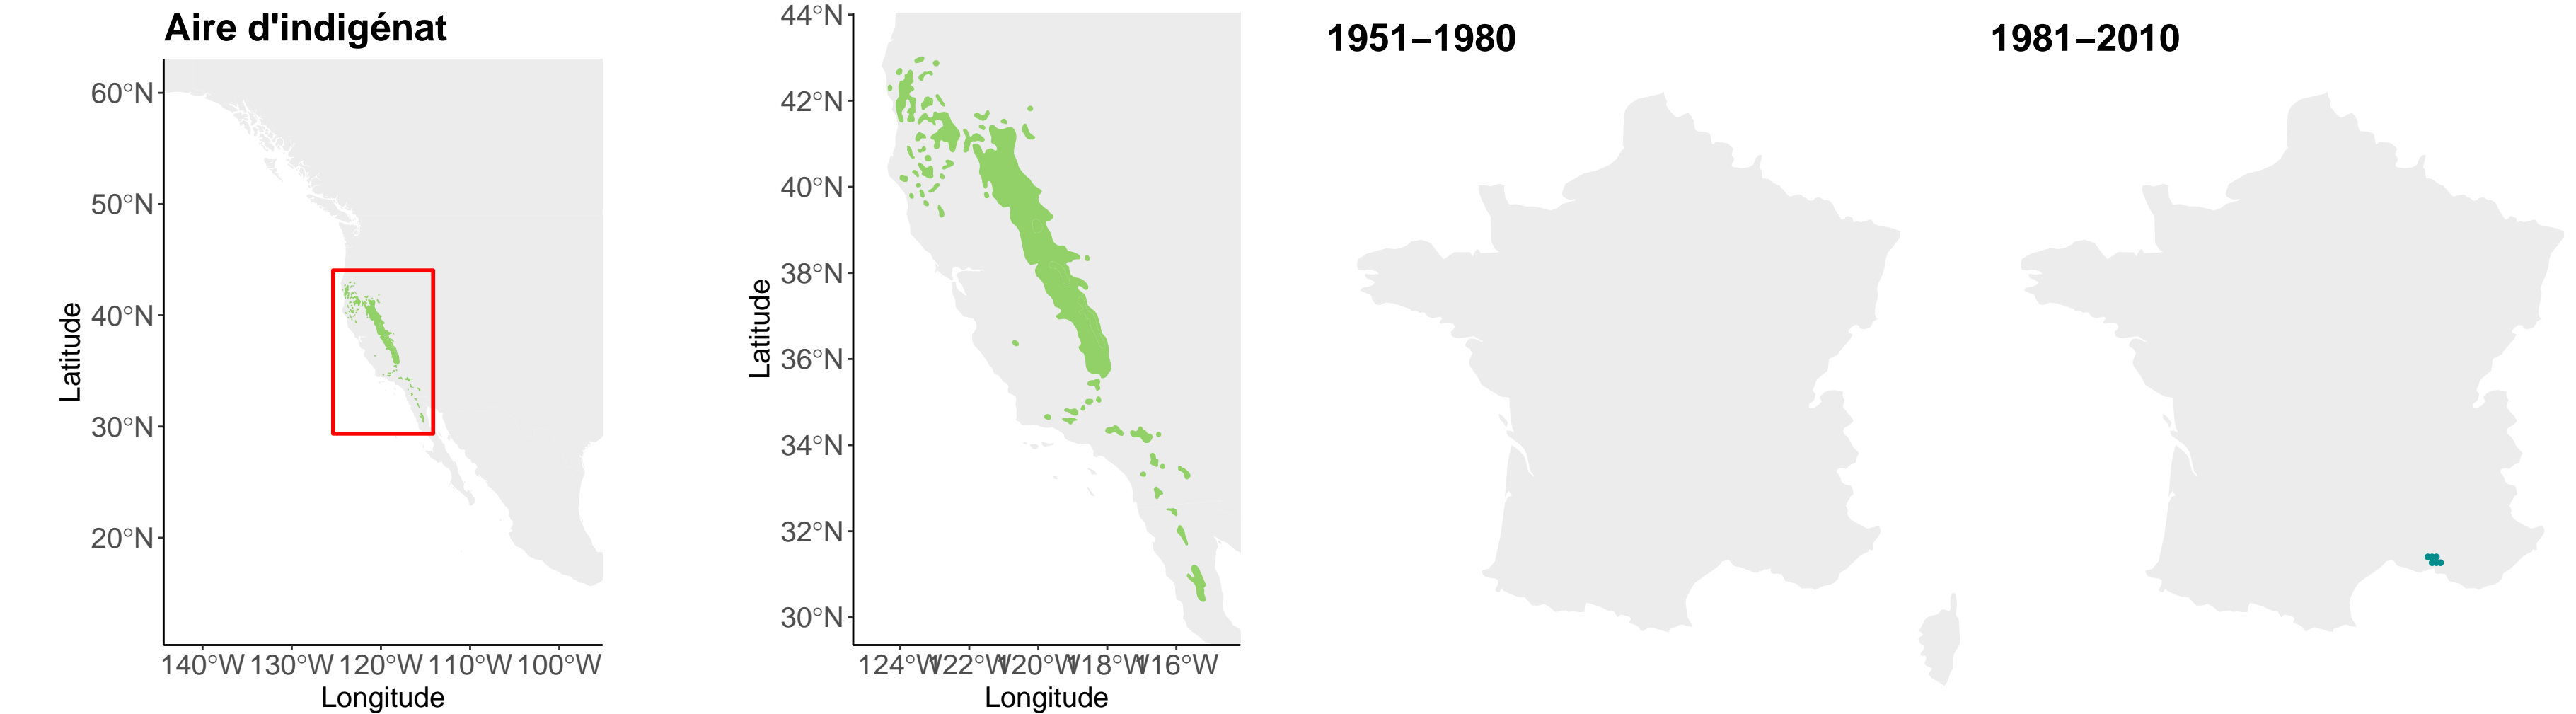 Aire d'indigénat
60°N
50°N
40°N
30°N
20°N
Latitude
140°W 130°W 120°W 110°W 100°W
Longitude
44°N
42°N
40°N
38°N
36°N
34°N
32°N
30°N
Latitude
124°W 122°W 120°W 118°W 116°W
Longitude
1951–1980
1981–2010